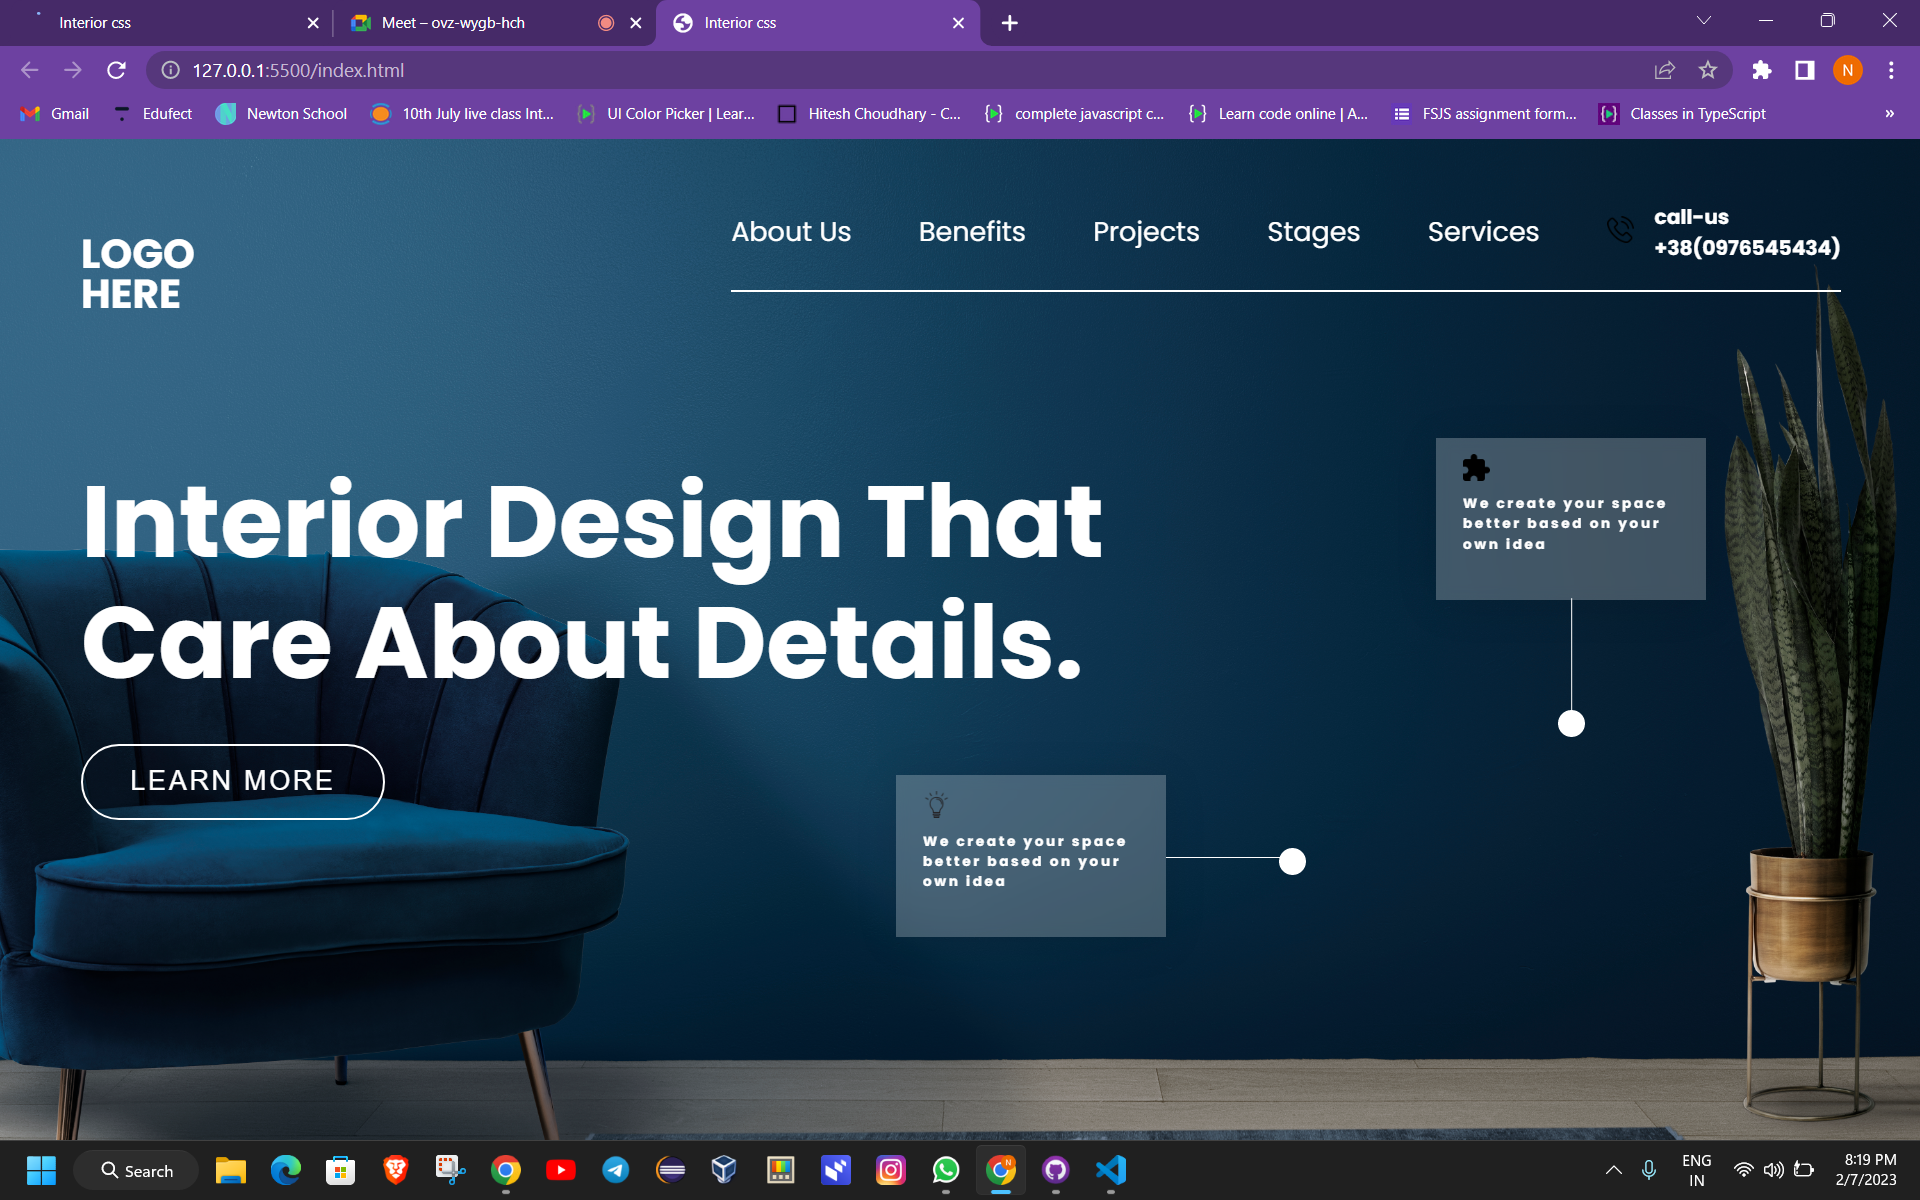 Interior css
Meet – ovz-wygb-hch
Interior css
127.0.0.1:5500/index.html
N
Gmail
Edufect
Newton School
10th July live class Int...
UI Color Picker | Lear...
Hitesh Choudhary - C...
complete javascript c...
Learn code online | A...
FSJS assignment form...
Classes in TypeScript
»
LOGO
HERE
About Us
Benefits
Projects
Stages
Services
call-us
+38(0976545434)
Interior Design That
Care About Details.
LEARN MORE
We create your space
better based on your
own idea
We create your space
better based on your
own idea
Search
N
ENG
IN
8:19 PM
2/7/2023